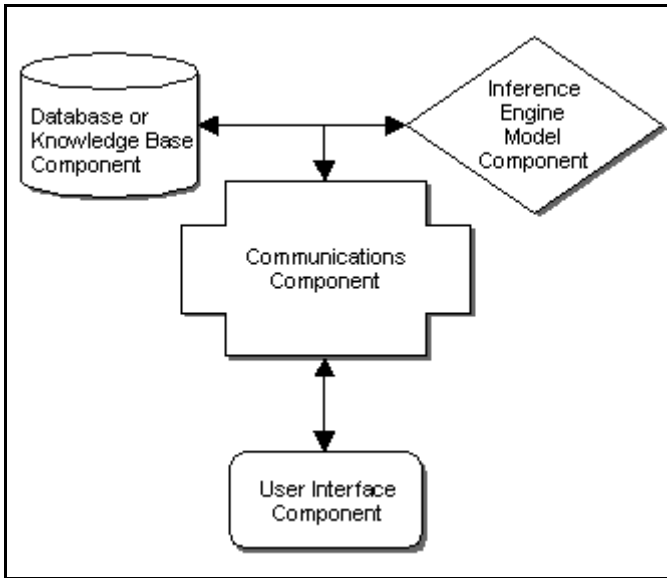 Database or
Knowledge Base
Component
Inference
Engine
Model
Component
Communications
Component
User Interface
Component